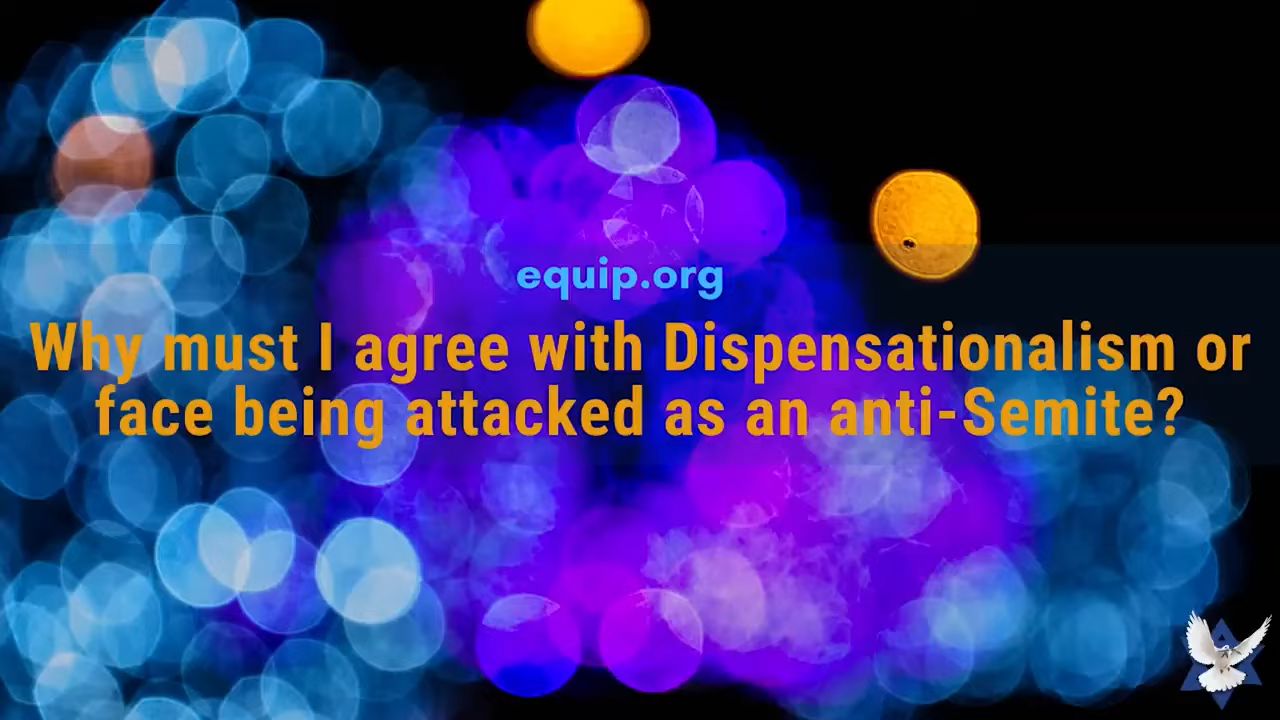 equip.org
Why must I agree with Dispensationalism or
face being attacked as an anti-Semite?